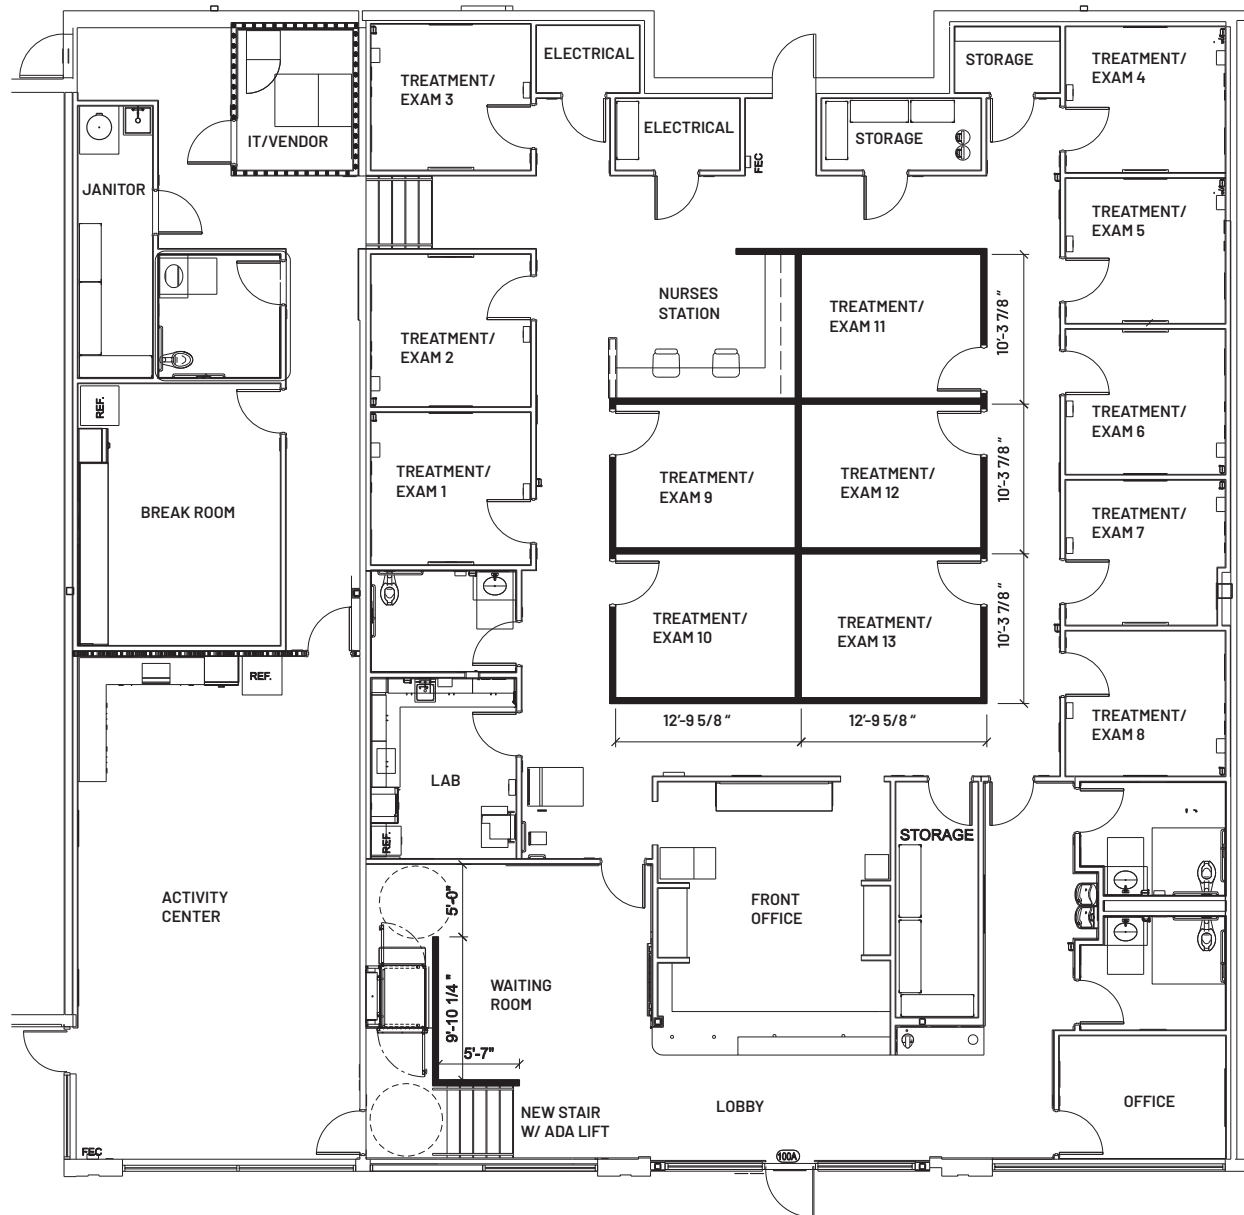 ELECTRICAL
STORAGE
TREATMENT/
EXAM 3
TREATMENT/
EXAM 4
IT/VENDOR
ELECTRICAL
FEC
STORAGE
JANITOR
TREATMENT/
EXAM 5
NURSES
STATION
TREATMENT/
EXAM 11
10'-3 7/8 "
TREATMENT/
EXAM 2
REF.
TREATMENT/
EXAM 6
TREATMENT/
EXAM 1
TREATMENT/
EXAM 9
TREATMENT/
EXAM 12
10'-3 7/8 "
BREAK ROOM
TREATMENT/
EXAM 7
TREATMENT/
EXAM 10
TREATMENT/
EXAM 13
10'-3 7/8 "
REF.
12'-9 5/8 "
12'-9 5/8 "
TREATMENT/
EXAM 8
LAB
REF.
STORAGE
ACTIVITY
CENTER
5'-0"
FRONT
OFFICE
WAITING
ROOM
9'-10 1/4 "
5'-7"
NEW STAIR
W/ ADA LIFT
LOBBY
OFFICE
FEC
100A